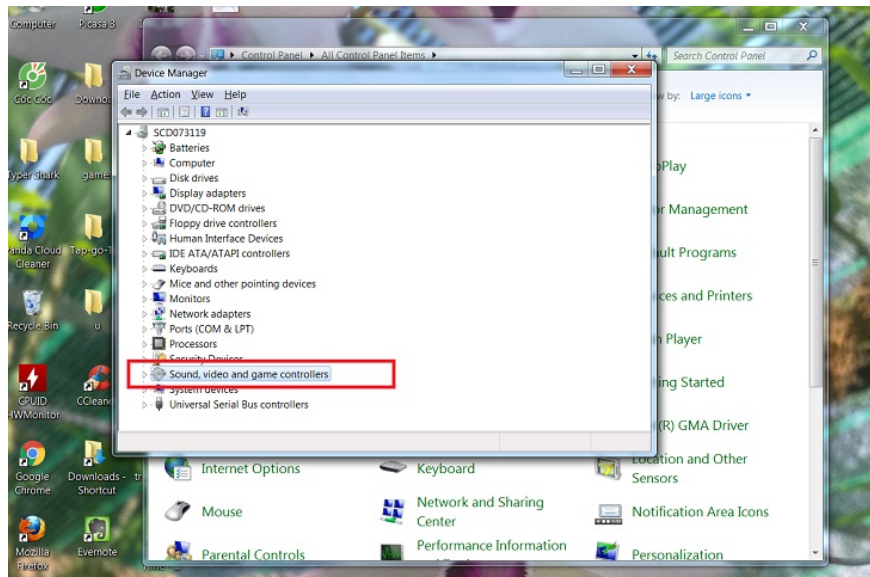 Computer
Picasa 3
Cốc Cốc
Typer Shark
Cleaner
Recycle Bin
u
CPUID
HWMonitor
Google
Chrome
Downloads -
Shortcut
Mozilla
Firefox
Evernote
Control Panel
All Control Panel Items
Search Control Panel
Large icons
Device Manager
File Action View Help
SCD073119
Batteries
Computer
Disk drives
Display adapters
DVD/CD-ROM drives
Floppy drive controllers
Human Interface Devices
IDE ATA/ATAPI controllers
Keyboards
Mice and other pointing devices
Monitors
Network adapters
Ports (COM & LPT)
Processors
Security Devices
Sound, video and game controllers
System devices
Universal Serial Bus controllers
Management
Programs
and Printers
Player
Started
(R) GMA Driver
Location and Other
Sensors
Internet Options
Keyboard
Mouse
Network and Sharing
Center
Notification Area Icons
Parental Controls
Performance Information
Personalization